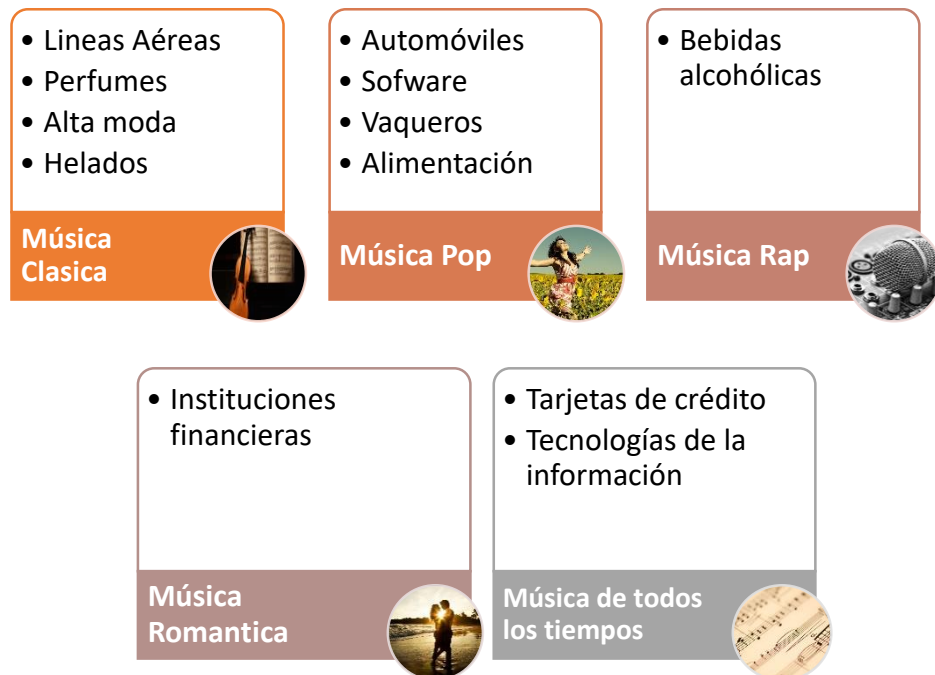 • Lineas Aéreas
• Perfumes
• Alta moda
• Helados
Música
Clasica
• Automóviles
• Sofware
• Vaqueros
• Alimentación
Música Pop
• Bebidas
alcohólicas
Música Rap
• Instituciones
financieras
Música
Romantica
• Tarjetas de crédito
• Tecnologías de la
información
Música de todos
los tiempos